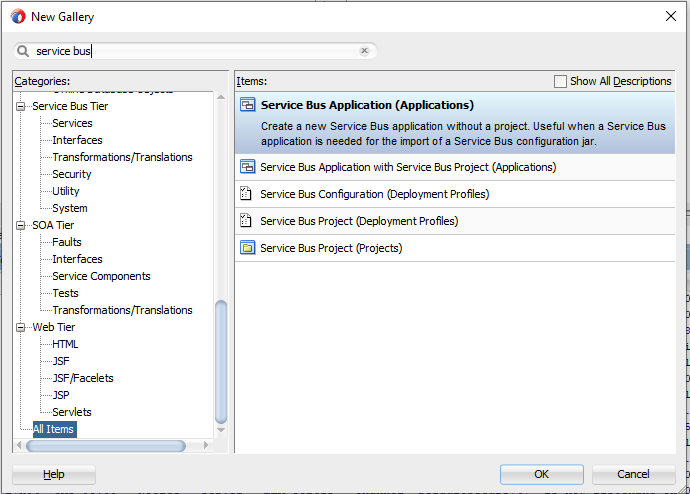 New Gallery
service bus
Categories:
Service Bus Tier
Services
Interfaces
Transformations/Translations
Security
Utility
System
SOA Tier
Faults
Interfaces
Service Components
Tests
Transformations/Translations
Web Tier
HTML
JSF
JSF/Facelets
JSP
Servlets
All Items
Items:
Show All Descriptions
Service Bus Application (Applications)
Create a new Service Bus application without a project. Useful when a Service Bus
application is needed for the import of a Service Bus configuration jar.
Service Bus Application with Service Bus Project (Applications)
Service Bus Configuration (Deployment Profiles)
Service Bus Project (Deployment Profiles)
Service Bus Project (Projects)
Help
OK
Cancel